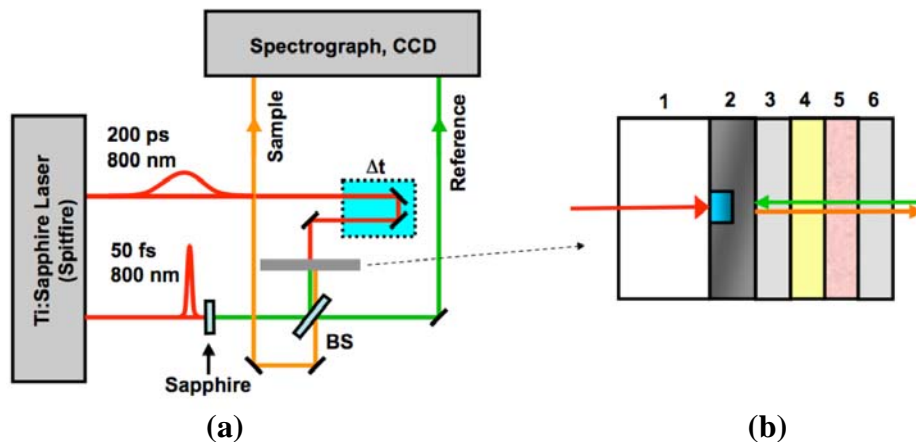 Spectrograph, CCD
Ti:Sapphire Laser
(Spitfire)
200 ps
800 nm
50 fs
800 nm
Sample
Reference
Δt
BS
Sapphire
1 2 3 4 5 6
(a) (b)